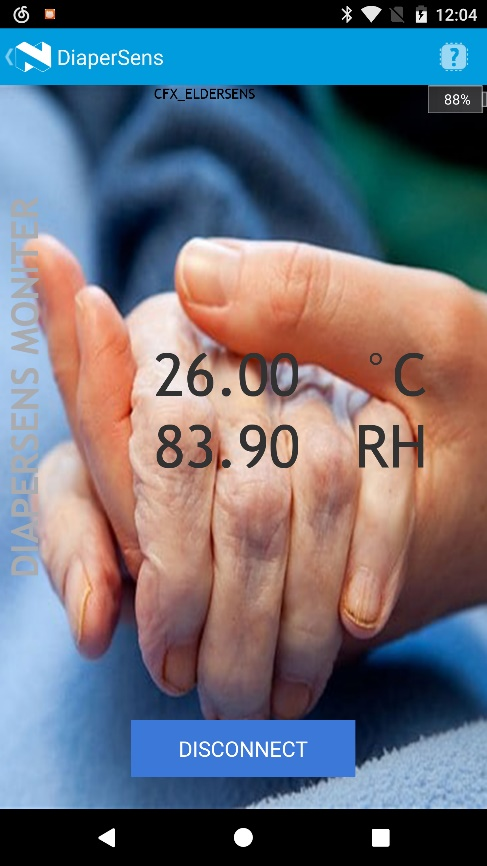 12:04
DiaperSens
?
CFX_ELDERSENS
88%
DIAPERSENS MONITER
26.00 °C
83.90 RH
DISCONNECT